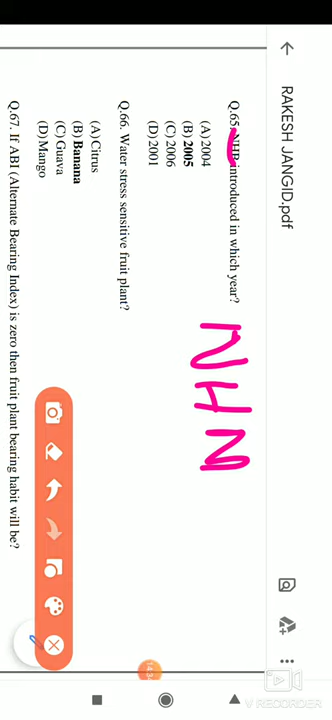 RAKESH JANGID.pdf
Q.65. NHB introduced in which year?
(A) 2004
(B) 2005
(C) 2006
(D) 2001
Q.66. Water stress sensitive fruit plant?
(A) Citrus
(B) Banana
(C) Guava
(D) Mango
Q.67. If ABI (Alternate Bearing Index) is zero then fruit plant bearing habit will be?
V RECORDER